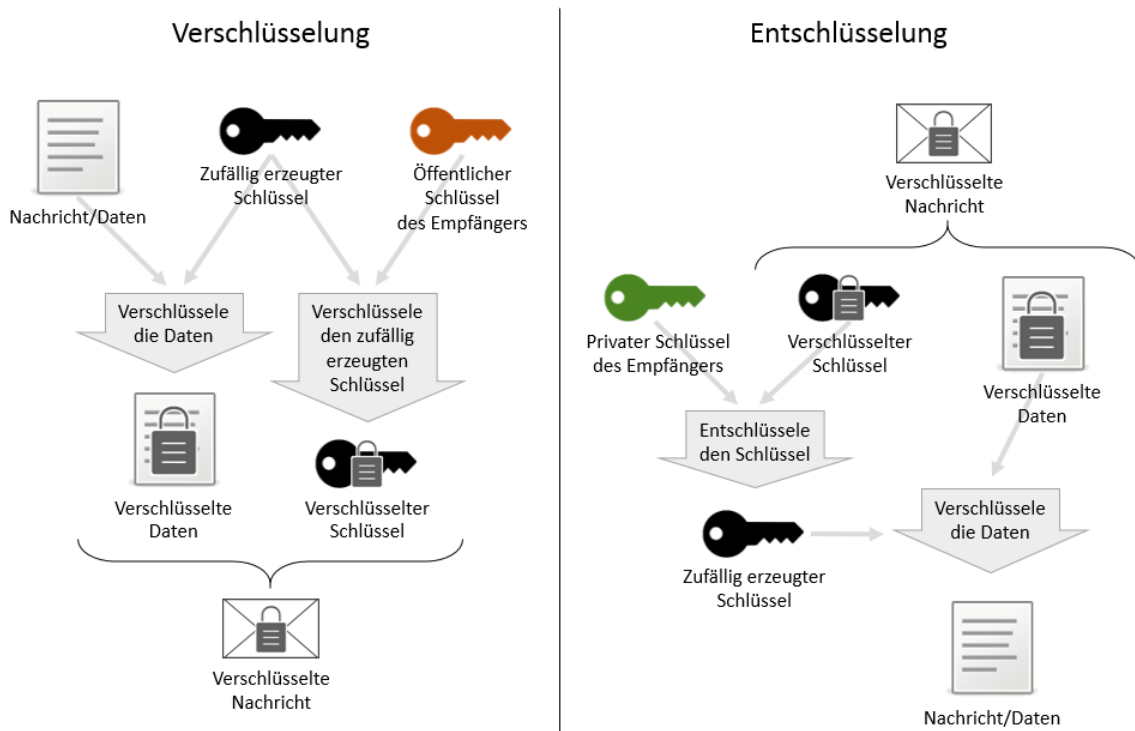 Verschlüsselung
Nachricht/Daten
Zufällig erzeugter
Schlüssel
Öffentlicher
Schlüssel
des Empfängers
Verschlüssele
die Daten
Verschlüssele
den zufällig
erzeugten
Schlüssel
Verschlüsselte
Daten
Verschlüsselter
Schlüssel
Verschlüsselte
Nachricht
Entschlüsselung
Verschlüsselte
Nachricht
Privater Schlüssel
des Empfängers
Verschlüsselter
Schlüssel
Verschlüsselte
Daten
Entschlüssele
den Schlüssel
Zufällig erzeugter
Schlüssel
Verschlüssele
die Daten
Nachricht/Daten